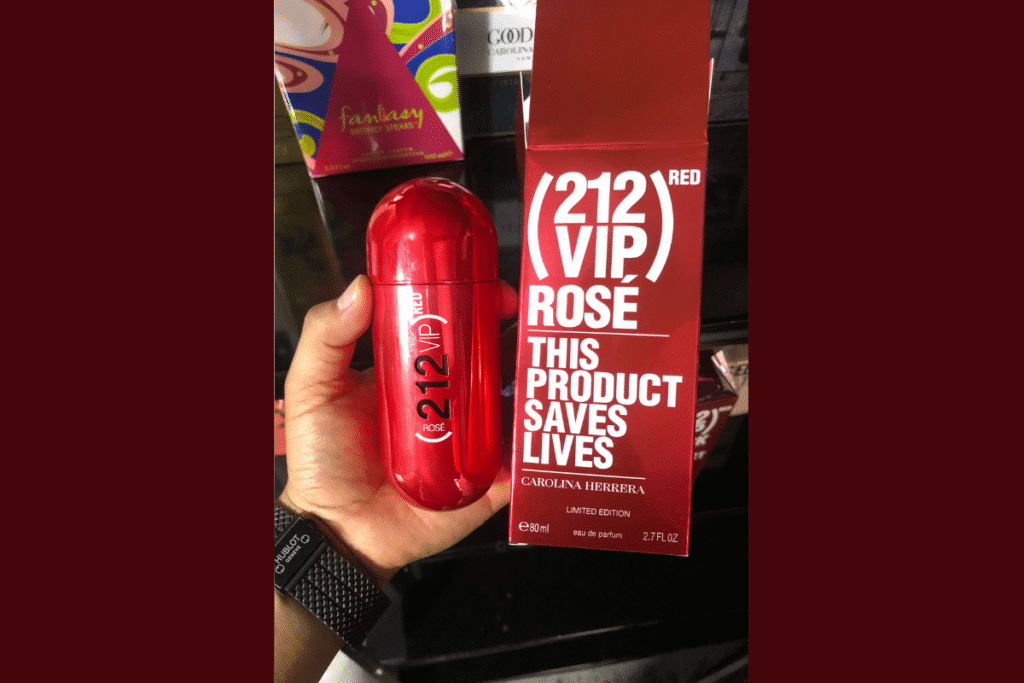 fantasy
BRITNEY SPEARS
GOOD
CAROLINA
(212
VIP)
RED
ROSÉ
THIS
PRODUCT
SAVES
LIVES
CAROLINA HERRERA
LIMITED EDITION
℮80ml
eau de parfum
2.7 FL OZ
ROSÉ
(212 VIP) RED
HUBLOT
GENEVE